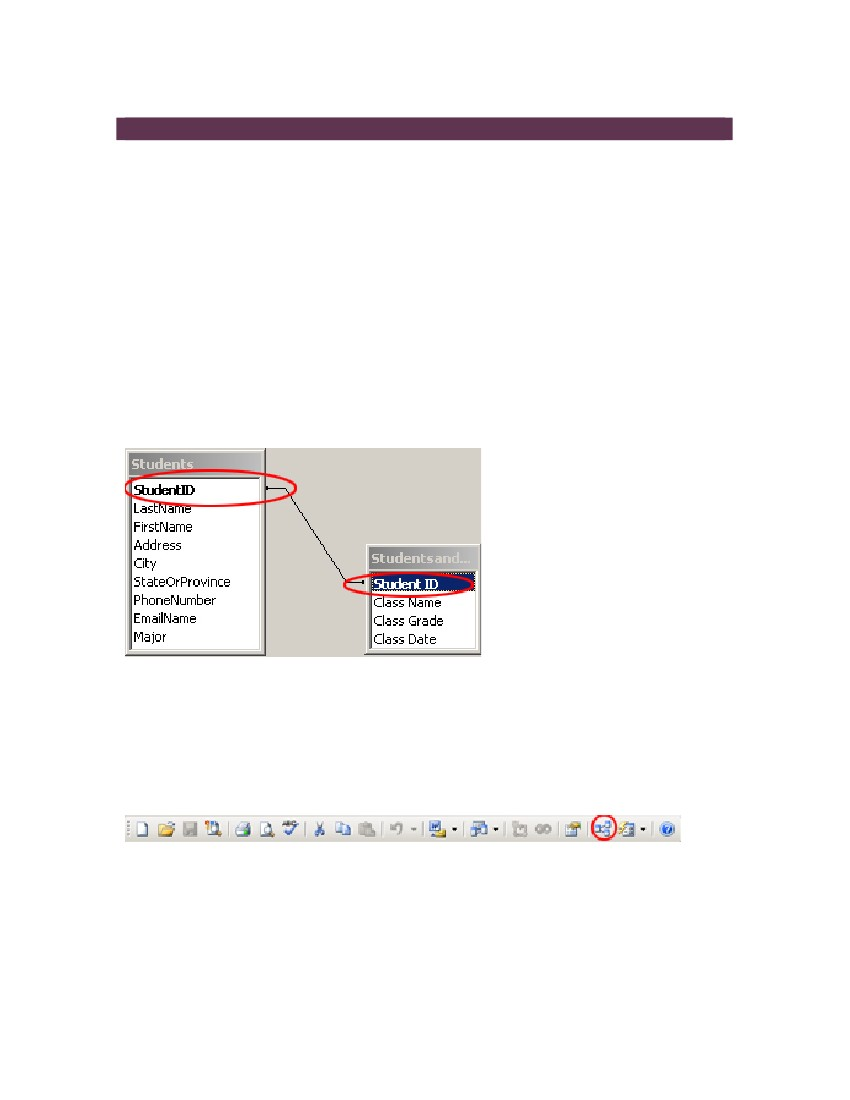 Students
StudentID
LastName
FirstName
Address
City
StateOrProvince
PhoneNumber
EmailName
Major
Studentsand...
Student ID
Class Name
Class Grade
Class Date